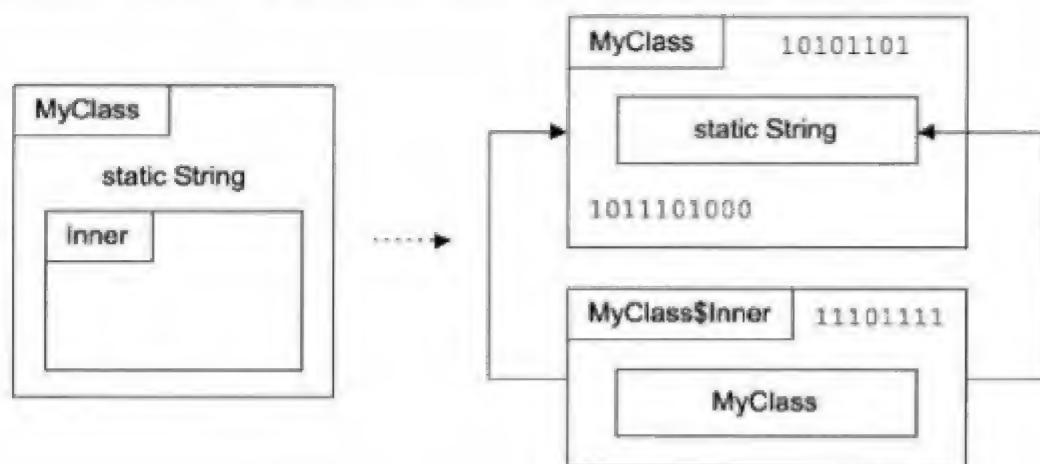 MyClass
static String
Inner
MyClass
10101101
static String
1011101000
MyClass$Inner
11101111
MyClass